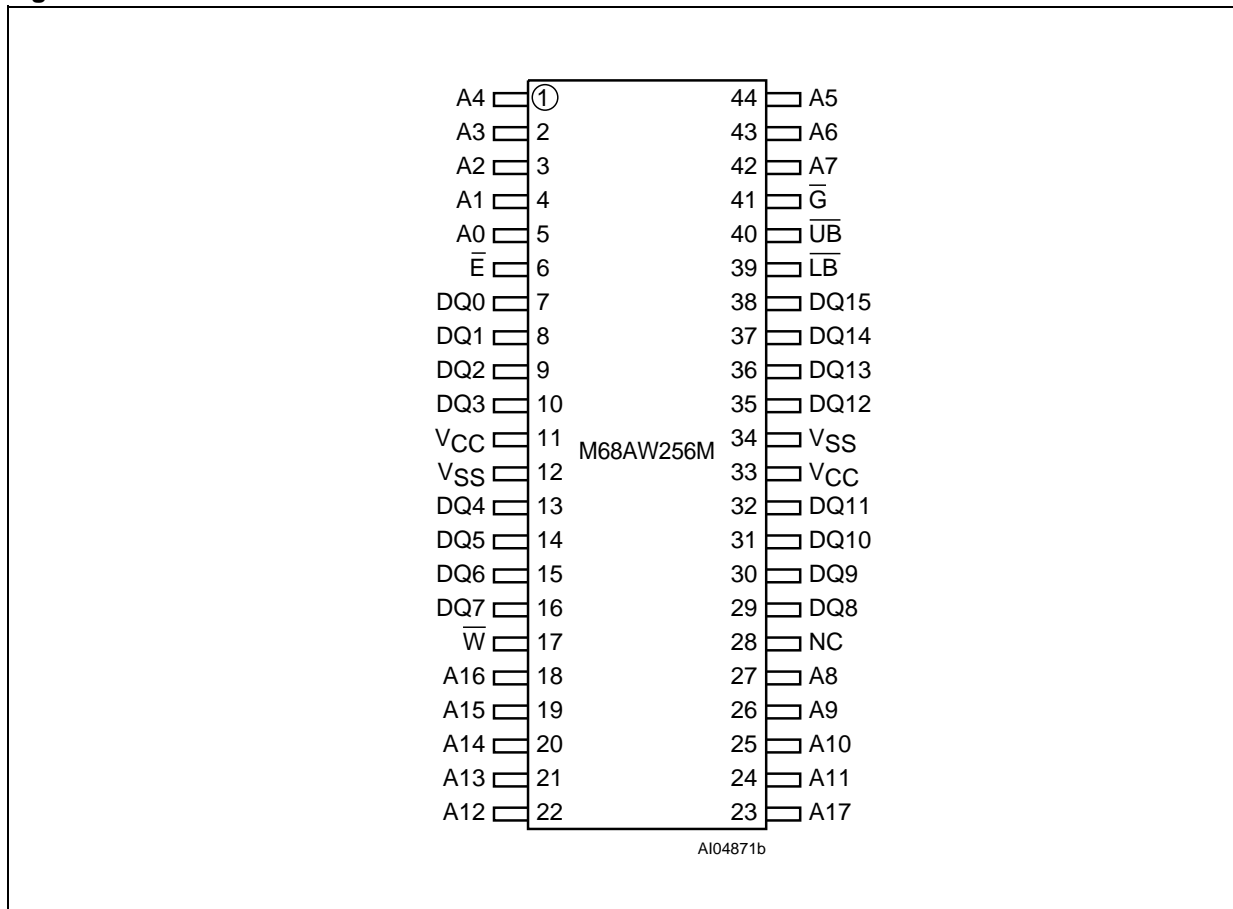 A4 1 44 A5
A3 2 43 A6
A2 3 42 A7
A1 4 41 G̅
A0 5 40 U̅B̅
E̅ 6 39 L̅B̅
DQ0 7 38 DQ15
DQ1 8 37 DQ14
DQ2 9 36 DQ13
DQ3 10 35 DQ12
VCC 11 34 VSS
M68AW256M
VSS 12 33 VCC
DQ4 13 32 DQ11
DQ5 14 31 DQ10
DQ6 15 30 DQ9
DQ7 16 29 DQ8
W̅ 17 28 NC
A16 18 27 A8
A15 19 26 A9
A14 20 25 A10
A13 21 24 A11
A12 22 23 A17
AI04871b